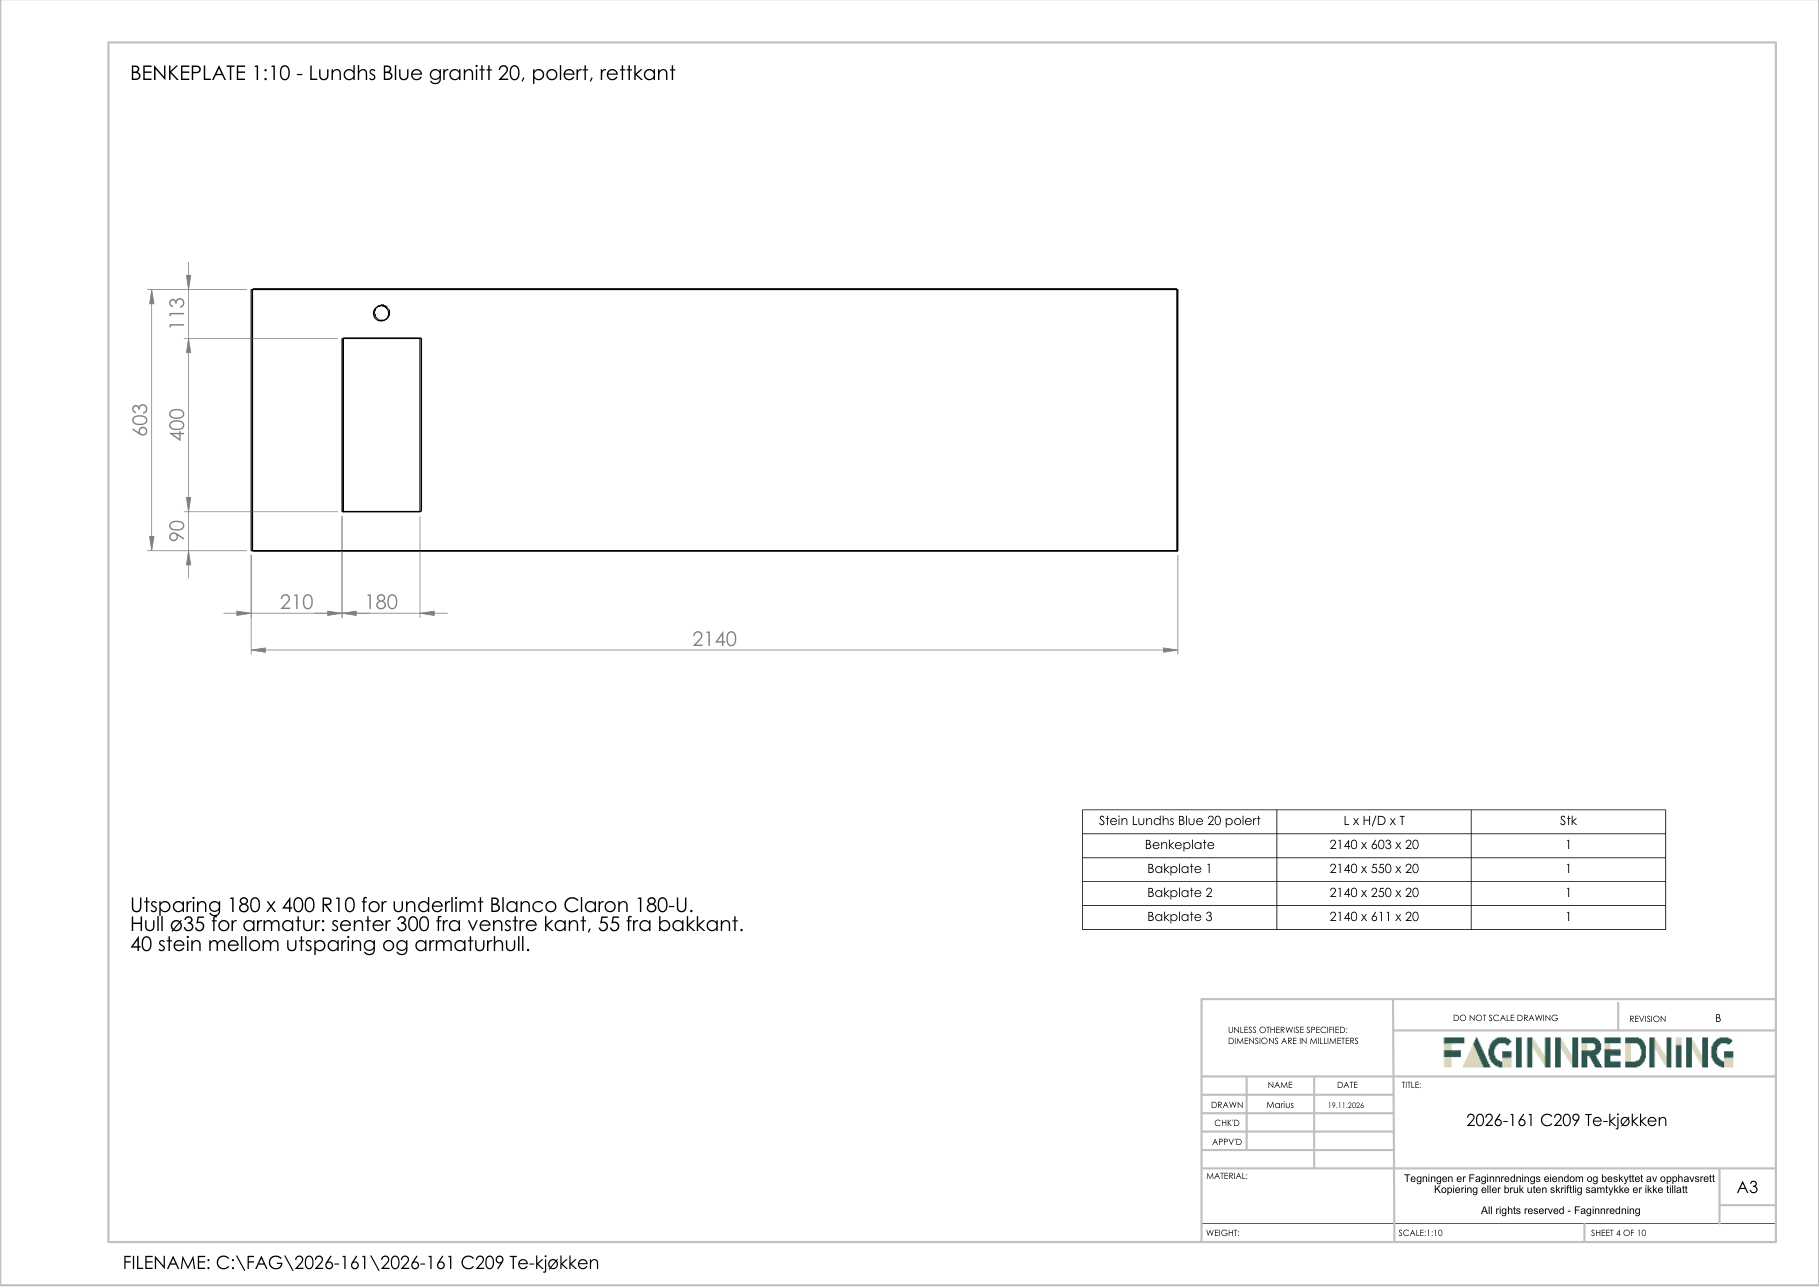 BENKEPLATE 1:10 - Lundhs Blue granitt 20, polert, rettkant
113
603
400
90
210
180
2140
Stein Lundhs Blue 20 polert L x H/D x T Stk
Benkeplate 2140 x 603 x 20 1
Bakplate 1 2140 x 550 x 20 1
Bakplate 2 2140 x 250 x 20 1
Bakplate 3 2140 x 611 x 20 1
Utsparing 180 x 400 R10 for underlimt Blanco Claron 180-U.
Hull ø35 for armatur: senter 300 fra venstre kant, 55 fra bakkant.
40 stein mellom utsparing og armaturhull.
UNLESS OTHERWISE SPECIFIED:
DIMENSIONS ARE IN MILLIMETERS
DO NOT SCALE DRAWING
REVISION B
FAGINNREDNiNG
NAME DATE
DRAWN Marius 19.11.2026
CHK'D
APPV'D
TITLE:
2026-161 C209 Te-kjøkken
MATERIAL:
Tegningen er Faginnrednings eiendom og beskyttet av opphavsrett
Kopiering eller bruk uten skriftlig samtykke er ikke tillatt
All rights reserved - Faginnredning
A3
WEIGHT:
SCALE:1:10
SHEET 4 OF 10
FILENAME: C:\FAG\2026-161\2026-161 C209 Te-kjøkken